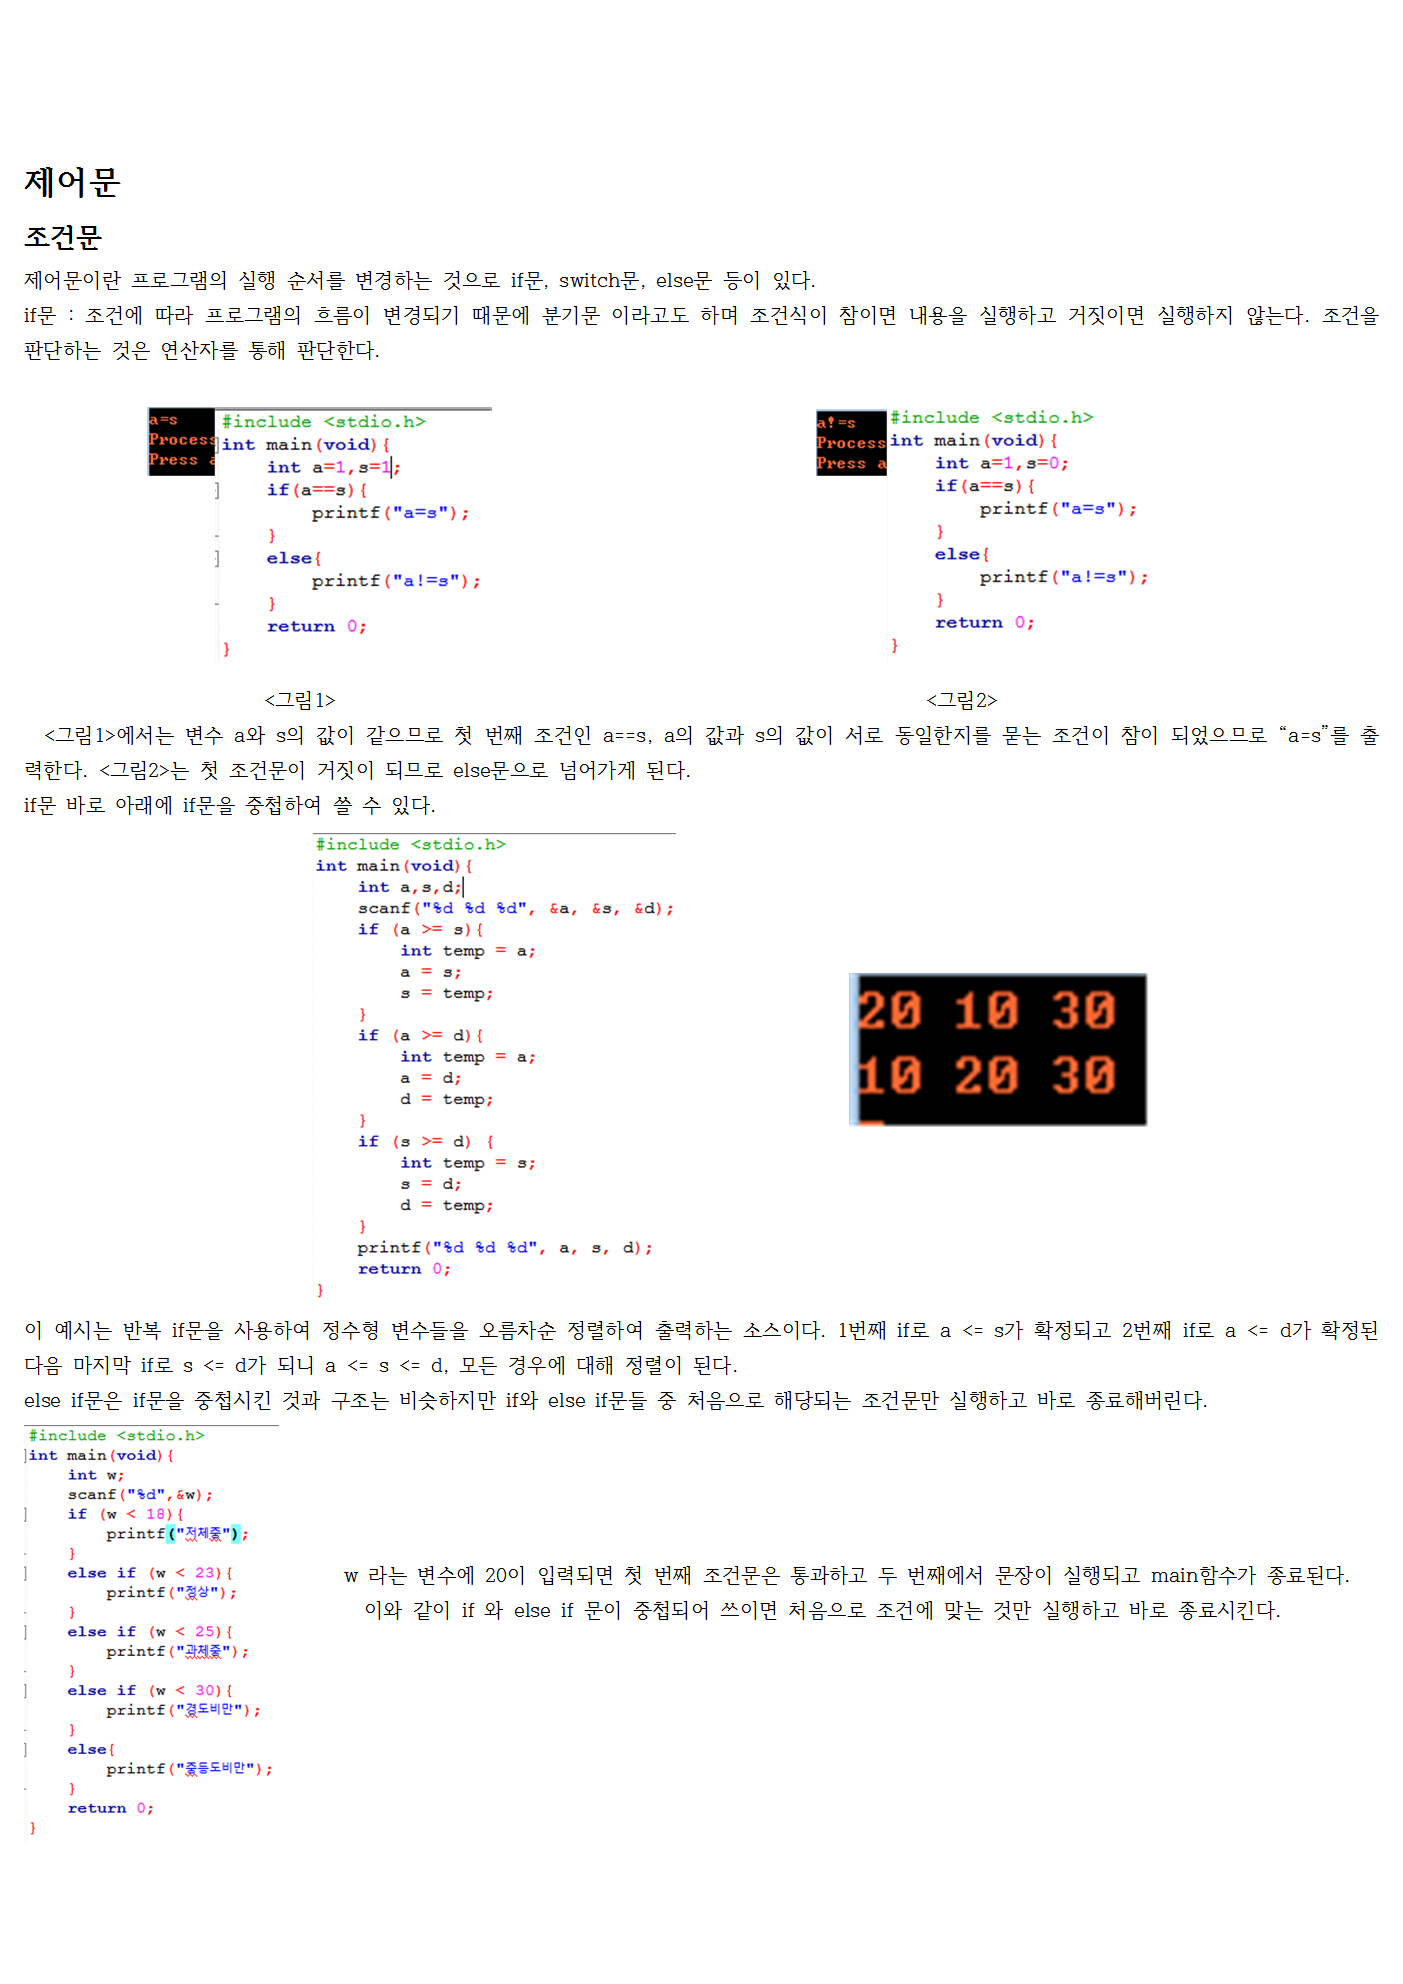 제어문
조건문
제어문이란 프로그램의 실행 순서를 변경하는 것으로 if문, switch문, else문 등이 있다.
if문 : 조건에 따라 프로그램의 흐름이 변경되기 때문에 분기문 이라고도 하며 조건식이 참이면 내용을 실행하고 거짓이면 실행하지 않는다. 조건을
판단하는 것은 연산자를 통해 판단한다.
a=s
Process
Press a
#include <stdio.h>
int main(void){
    int a=1,s=1;
    if(a==s){
        printf("a=s");
    }
    else{
        printf("a!=s");
    }
    return 0;
}
<그림1>
a!=s
Process
Press a
#include <stdio.h>
int main(void){
    int a=1,s=0;
    if(a==s){
        printf("a=s");
    }
    else{
        printf("a!=s");
    }
    return 0;
}
<그림2>
<그림1>에서는 변수 a와 s의 값이 같으므로 첫 번째 조건인 a==s, a의 값과 s의 값이 서로 동일한지를 묻는 조건이 참이 되었으므로 “a=s”를 출
력한다. <그림2>는 첫 조건문이 거짓이 되므로 else문으로 넘어가게 된다.
if문 바로 아래에 if문을 중첩하여 쓸 수 있다.
#include <stdio.h>
int main(void){
    int a,s,d;
    scanf("%d %d %d", &a, &s, &d);
    if (a >= s){
        int temp = a;
        a = s;
        s = temp;
    }
    if (a >= d){
        int temp = a;
        a = d;
        d = temp;
    }
    if (s >= d) {
        int temp = s;
        s = d;
        d = temp;
    }
    printf("%d %d %d", a, s, d);
    return 0;
}
20 10 30
10 20 30
이 예시는 반복 if문을 사용하여 정수형 변수들을 오름차순 정렬하여 출력하는 소스이다. 1번째 if로 a <= s가 확정되고 2번째 if로 a <= d가 확정된
다음 마지막 if로 s <= d가 되니 a <= s <= d, 모든 경우에 대해 정렬이 된다.
else if문은 if문을 중첩시킨 것과 구조는 비슷하지만 if와 else if문들 중 처음으로 해당되는 조건문만 실행하고 바로 종료해버린다.
#include <stdio.h>
int main(void){
    int w;
    scanf("%d",&w);
    if (w < 18){
        printf("저체중");
    }
    else if (w < 23){
        printf("정상");
    }
    else if (w < 25){
        printf("과체중");
    }
    else if (w < 30){
        printf("경도비만");
    }
    else{
        printf("중등도비만");
    }
    return 0;
}
w 라는 변수에 20이 입력되면 첫 번째 조건문은 통과하고 두 번째에서 문장이 실행되고 main함수가 종료된다.
이와 같이 if 와 else if 문이 중첩되어 쓰이면 처음으로 조건에 맞는 것만 실행하고 바로 종료시킨다.